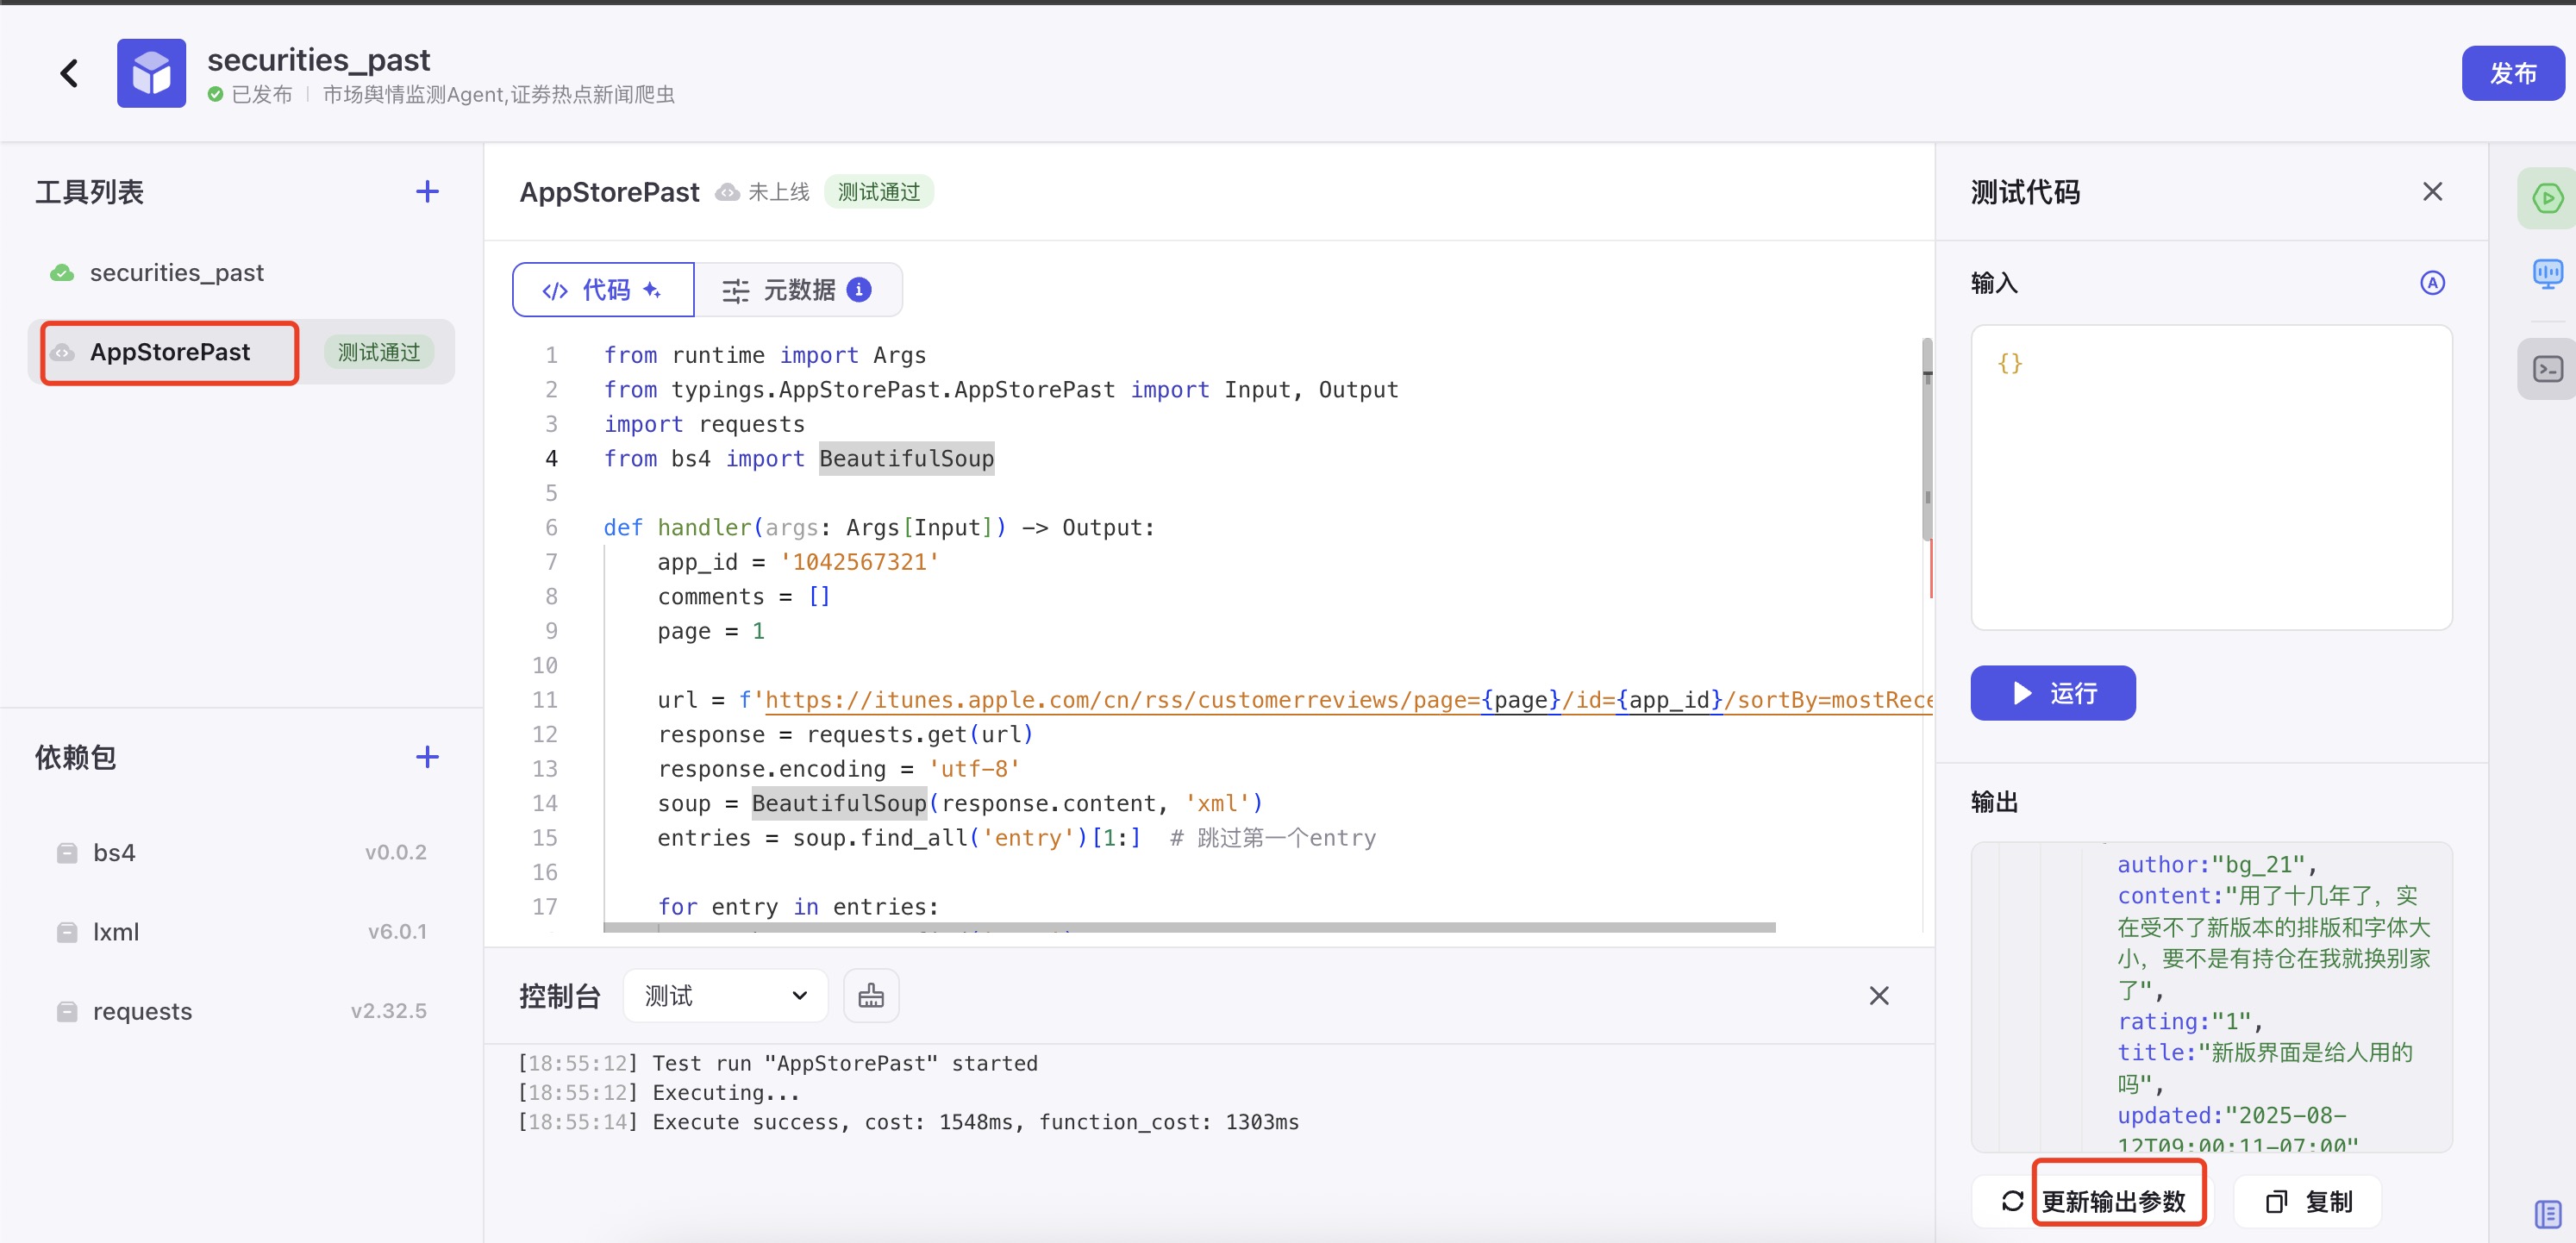 securities_past
已发布 | 市场舆情监测Agent,证劵热点新闻爬虫
发布
工具列表
securities_past
AppStorePast 测试通过
依赖包
bs4 v0.0.2
lxml v6.0.1
requests v2.32.5
AppStorePast 未上线 测试通过
代码 元数据
1 from runtime import Args
2 from typings.AppStorePast.AppStorePast import Input, Output
3 import requests
4 from bs4 import BeautifulSoup
5
6 def handler(args: Args[Input]) -> Output:
7 app_id = '1042567321'
8 comments = []
9 page = 1
10
11 url = f'https://itunes.apple.com/cn/rss/customerreviews/page={page}/id={app_id}/sortBy=mostRece
12 response = requests.get(url)
13 response.encoding = 'utf-8'
14 soup = BeautifulSoup(response.content, 'xml')
15 entries = soup.find_all('entry')[1:] # 跳过第一个entry
16
17 for entry in entries:
控制台 测试
[18:55:12] Test run "AppStorePast" started
[18:55:12] Executing...
[18:55:14] Execute success, cost: 1548ms, function_cost: 1303ms
测试代码
输入
{}
运行
输出
author:"bg_21",
content:"用了十几年了，实
在受不了新版本的排版和字体大
小，要不是有持仓在我就换别家
了",
rating:"1",
title:"新版界面是给人用的
吗",
updated:"2025-08-
12T09:00:11-07:00"
更新输出参数 复制